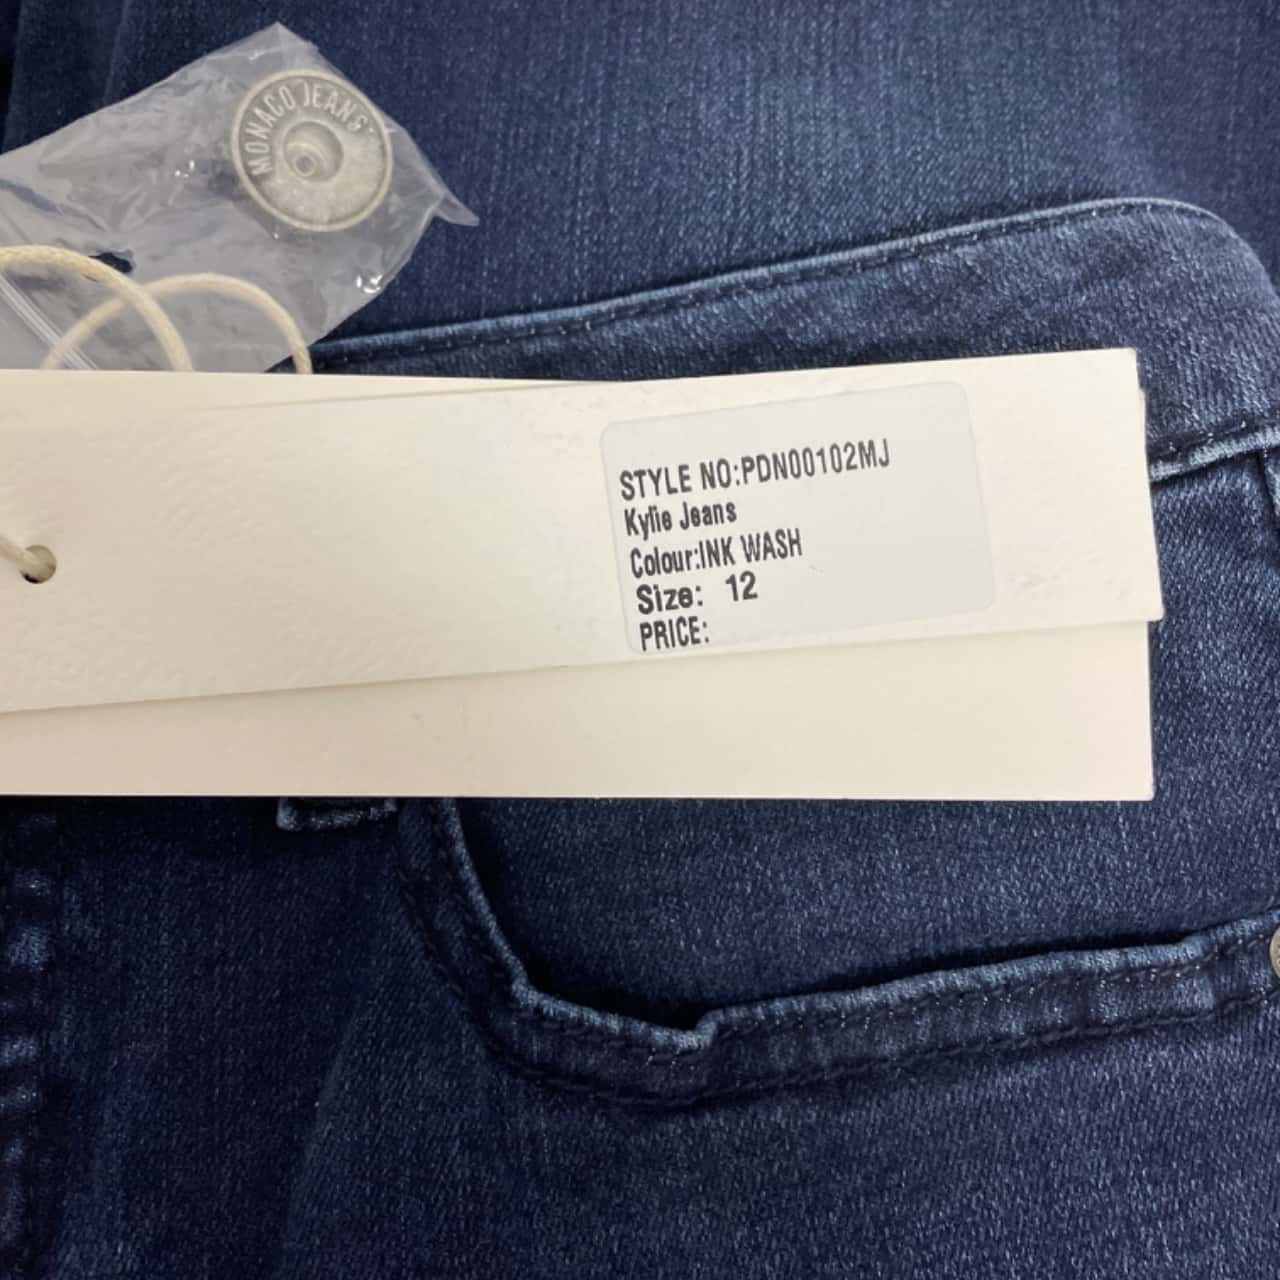 MONACO JEANS
STYLE NO:PDN00102MJ
Kylie Jeans
Colour:INK WASH
Size: 12
PRICE: